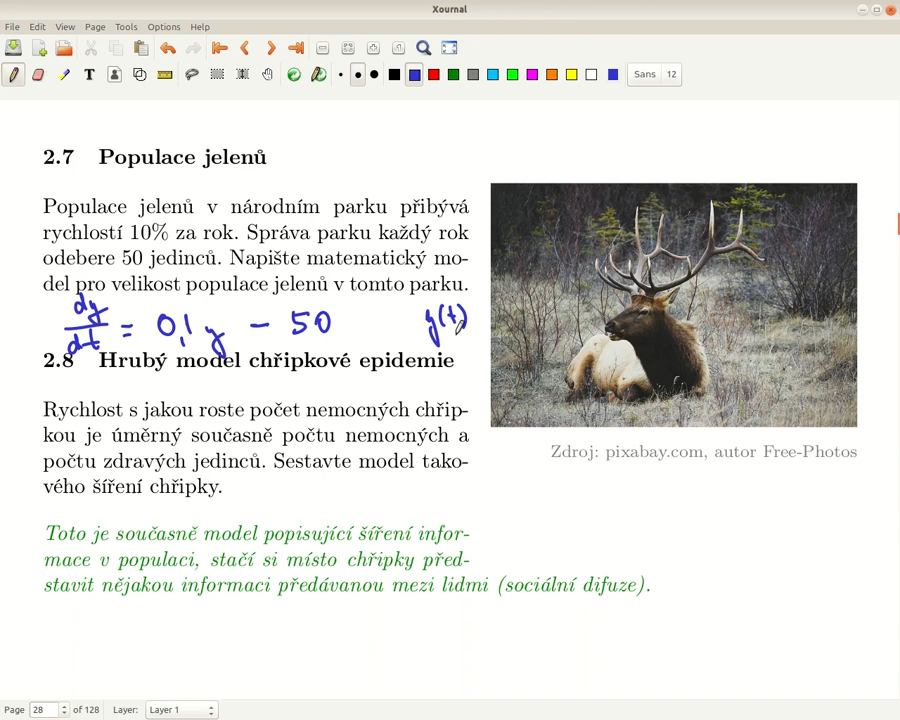 Xournal
File Edit View Page Tools Options Help
Sans 12
2.7 Populace jelenů
Populace jelenů v národním parku přibývá
rychlostí 10% za rok. Správa parku každý rok
odebere 50 jedinců. Napište matematický mo-
del pro velikost populace jelenů v tomto parku.
dy/dt = 0,1 y - 50 y(t)
2.8 Hrubý model chřipkové epidemie
Rychlost s jakou roste počet nemocných chřip-
kou je úměrný současně počtu nemocných a
počtu zdravých jedinců. Sestavte model tako-
vého šíření chřipky.
Zdroj: pixabay.com, autor Free-Photos
Toto je současně model popisující šíření infor-
mace v populaci, stačí si místo chřipky před-
stavit nějakou informaci předávanou mezi lidmi (sociální difuze).
Page 28 of 128 Layer: Layer 1